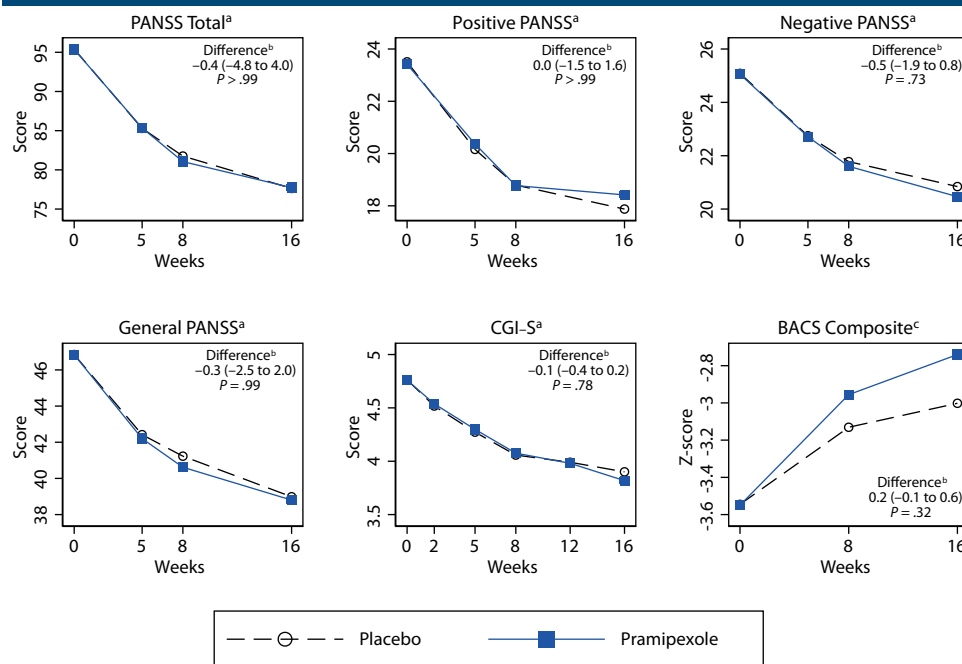 PANSS Totalᵃ
Score
95
90
85
80
75
Differenceᵇ
−0.4 (−4.8 to 4.0)
P > .99
0 5 8 16
Weeks
Positive PANSSᵃ
Score
24
22
20
18
Differenceᵇ
0.0 (−1.5 to 1.6)
P > .99
0 5 8 16
Weeks
Negative PANSSᵃ
Score
26
24
22
20
Differenceᵇ
−0.5 (−1.9 to 0.8)
P = .73
0 5 8 16
Weeks
General PANSSᵃ
Score
46
44
42
40
38
Differenceᵇ
−0.3 (−2.5 to 2.0)
P = .99
0 5 8 16
Weeks
CGI–Sᵃ
Score
5
4.5
4
3.5
Differenceᵇ
−0.1 (−0.4 to 0.2)
P = .78
0 2 5 8 12 16
Weeks
BACS Compositeᶜ
Z-score
-2.8
-3
-3.2
-3.4
-3.6
Differenceᵇ
0.2 (−0.1 to 0.6)
P = .32
0 8 16
Weeks
Placebo
Pramipexole